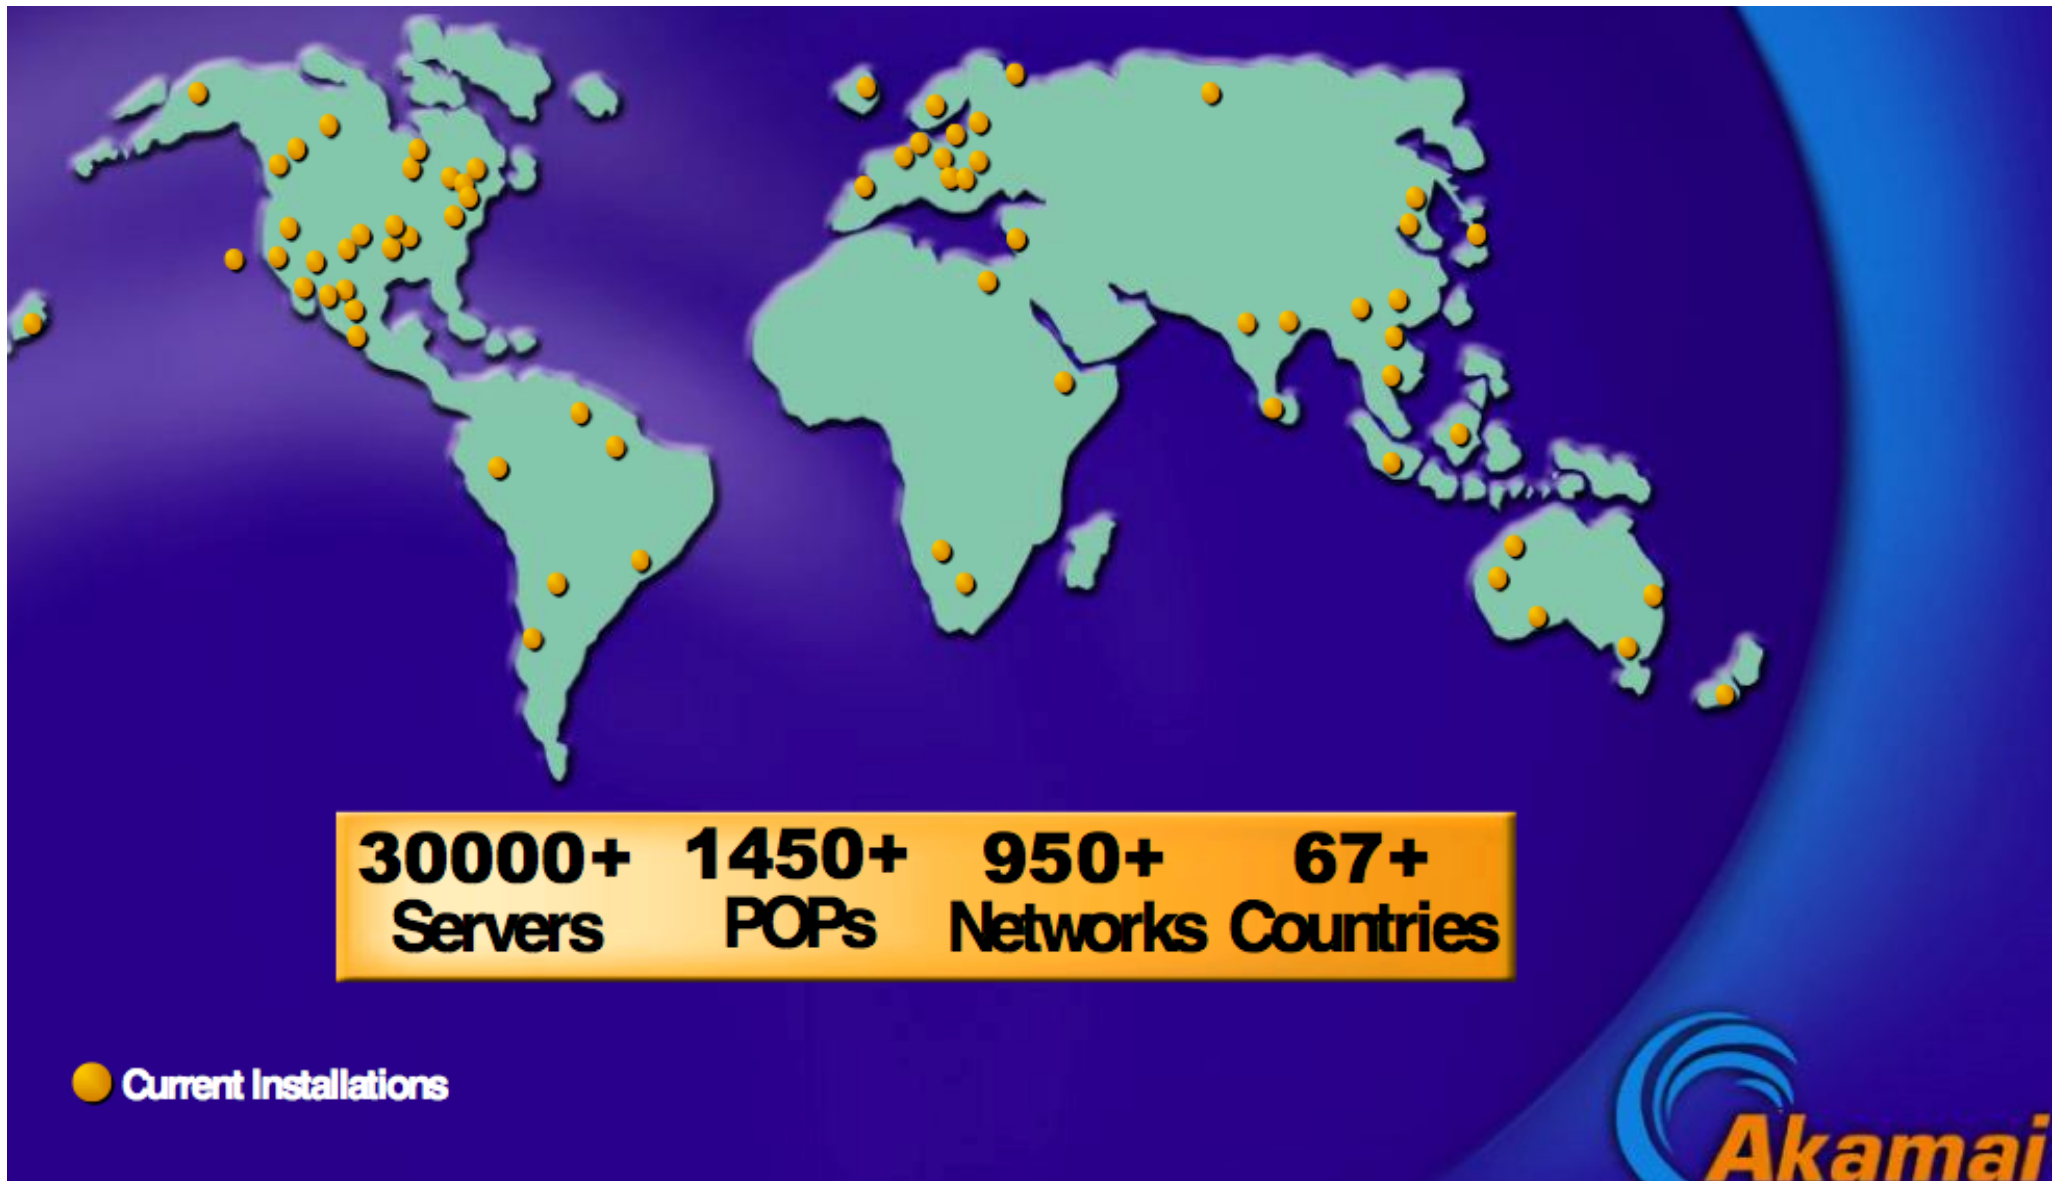 30000+ 1450+ 950+ 67+
Servers POPs Networks Countries
Current Installations
Akamai